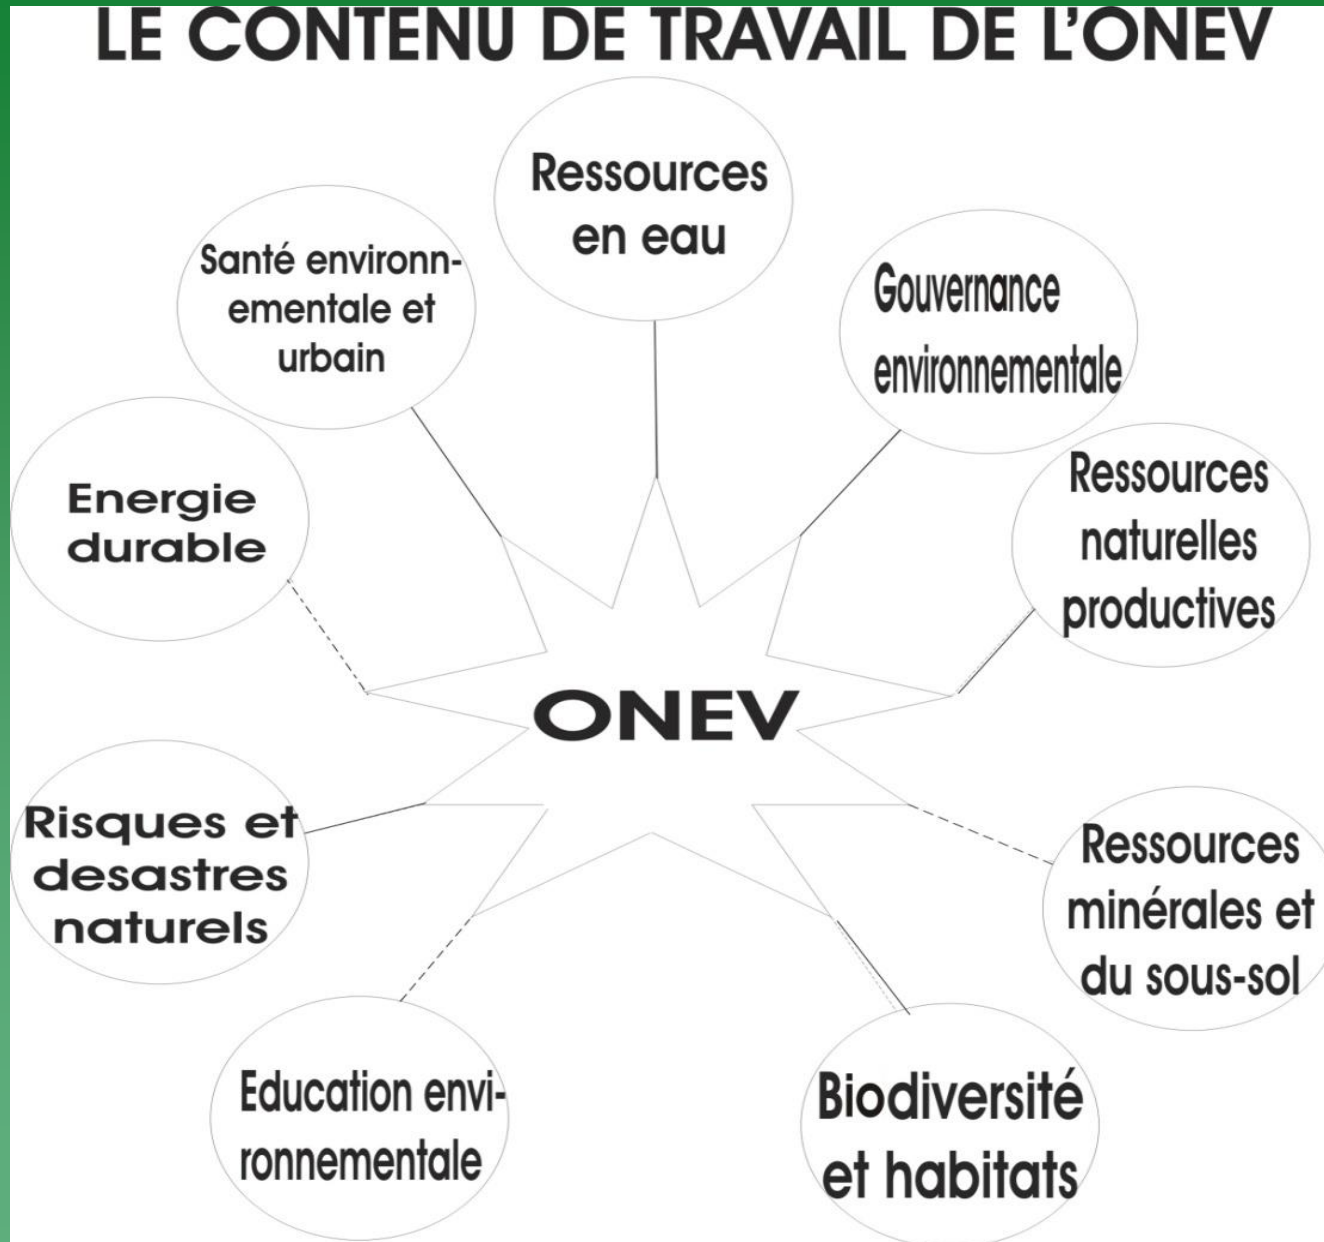 LE CONTENU DE TRAVAIL DE L'ONEV
Ressources
en eau
Santé environn-
ementale et
urbain
Gouvernance
environnementale
Energie
durable
Ressources
naturelles
productives
ONEV
Risques et
desastres
naturels
Ressources
minérales et
du sous-sol
Education envi-
ronnementale
Biodiversité
et habitats